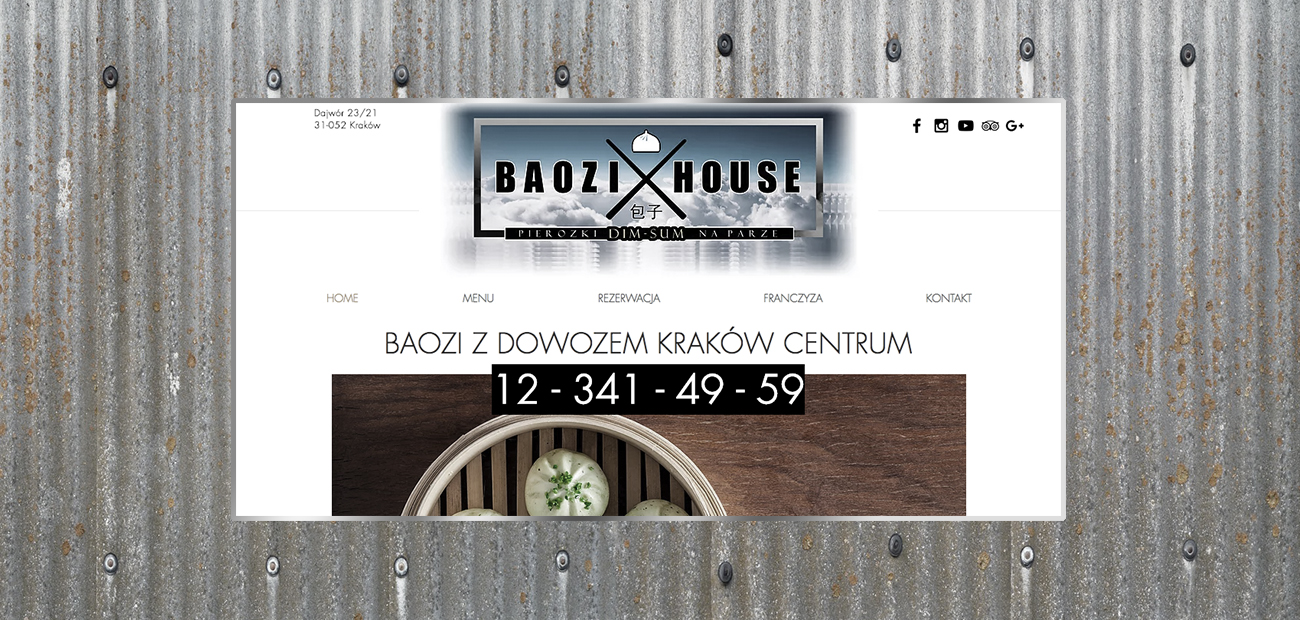 Dajwór 23/21
31-052 Kraków
BAOZI HOUSE
包子
PIEROZKI DIM-SUM NA PARZE
HOME MENU REZERWACJA FRANCZYZA KONTAKT
BAOZI Z DOWOZEM KRAKÓW CENTRUM
12 - 341 - 49 - 59